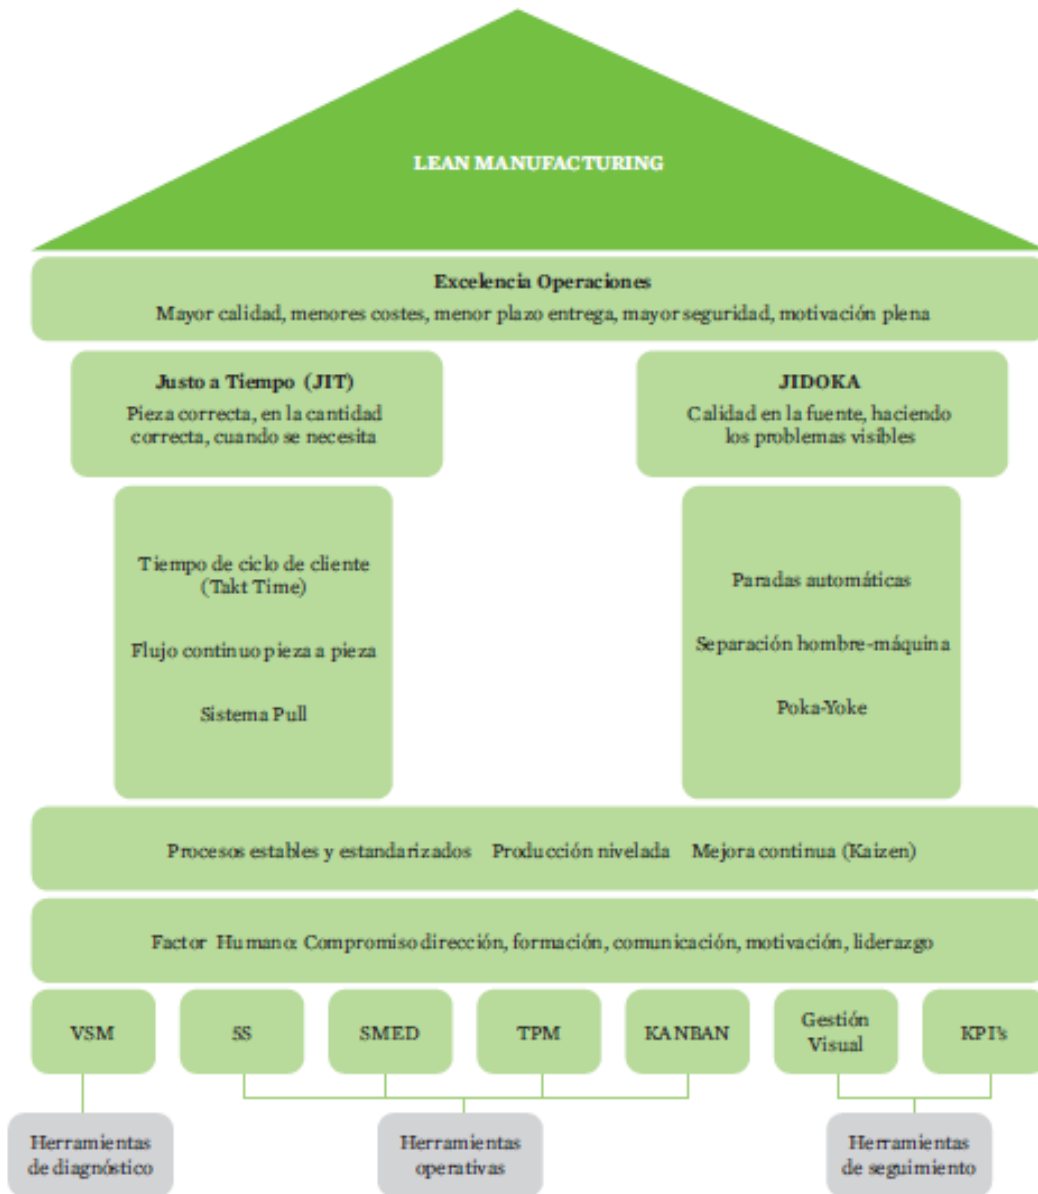 LEAN MANUFACTURING
Excelencia Operaciones
Mayor calidad, menores costes, menor plazo entrega, mayor seguridad, motivación plena
Justo a Tiempo (JIT)
Pieza correcta, en la cantidad
correcta, cuando se necesita
JIDOKA
Calidad en la fuente, haciendo
los problemas visibles
Tiempo de ciclo de cliente
(Takt Time)
Flujo continuo pieza a pieza
Sistema Pull
Paradas automáticas
Separación hombre-máquina
Poka-Yoke
Procesos estables y estandarizados Producción nivelada Mejora continua (Kaizen)
Factor Humano: Compromiso dirección, formación, comunicación, motivación, liderazgo
VSM
5S
SMED
TPM
KANBAN
Gestión
Visual
KPI's
Herramientas
de diagnóstico
Herramientas
operativas
Herramientas
de seguimiento